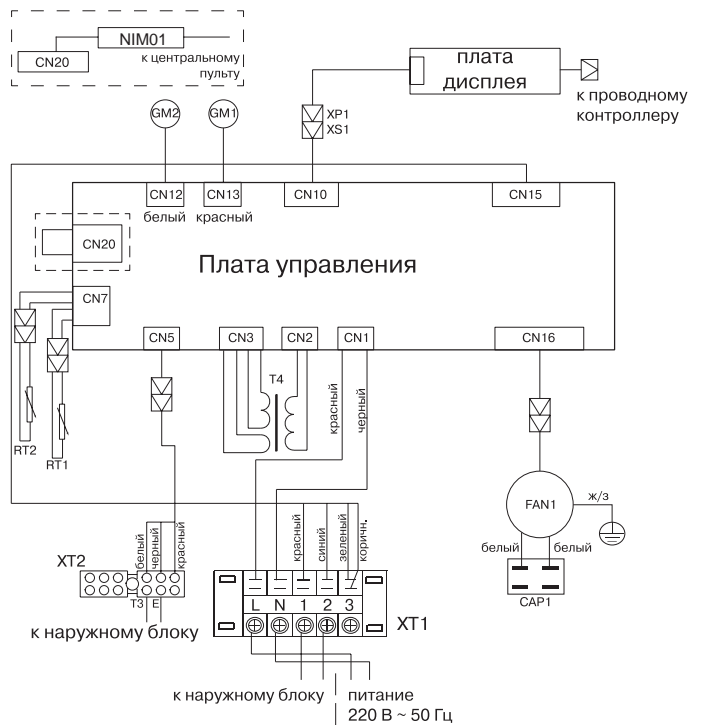 NIM01
CN20
к центральному
пульту
плата
дисплея
к проводному
контроллеру
GM2
GM1
XP1
XS1
CN12
CN13
CN10
CN15
белый
красный
CN20
Плата управления
CN7
CN5
CN3
CN2
CN1
CN16
T4
красный
черный
RT2
RT1
FAN1
ж/з
белый
белый
CAP1
XT2
белый
черный
красный
T3
E
к наружному блоку
красный
синий
зеленый
коричн.
L N 1 2 3
XT1
к наружному блоку
питание
220 В ~ 50 Гц